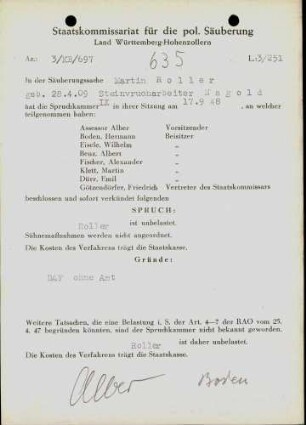 Staatskommissariat für die pol. Säuberung
Land Württemberg-Hohenzollern
Az: 3/10/697 635 L:3/251
In der Säuberungssache Martin Roller
geb. 28.4.09 Steinbrucharbeiter Nagold
hat die Spruchkammer IX in ihrer Sitzung am 17.9 48, an welcher
teilgenommen haben:
Assessor Alber Vorsitzender
Boden, Hermann Beisitzer
Eisele, Wilhelm "
Benz, Albert "
Fischer, Alexander "
Klett, Martin "
Dürr, Emil "
Götzendörfer, Friedrich Vertreter des Staatskommissars
beschlossen und sofort verkündet folgenden
SPRUCH:
Roller ist unbelastet.
Sühnemaßnahmen werden nicht angeordnet.
Die Kosten des Verfahrens trägt die Staatskasse.
Gründe:
DAF ohne Amt
Weitere Tatsachen, die eine Belastung i. S. der Art. 4—7 der RAO vom 25.
4. 47 begründen könnten, sind der Spruchkammer nicht bekannt geworden.
Roller ist daher unbelastet.
Die Kosten des Verfahrens trägt die Staatskasse.
Alber Boden